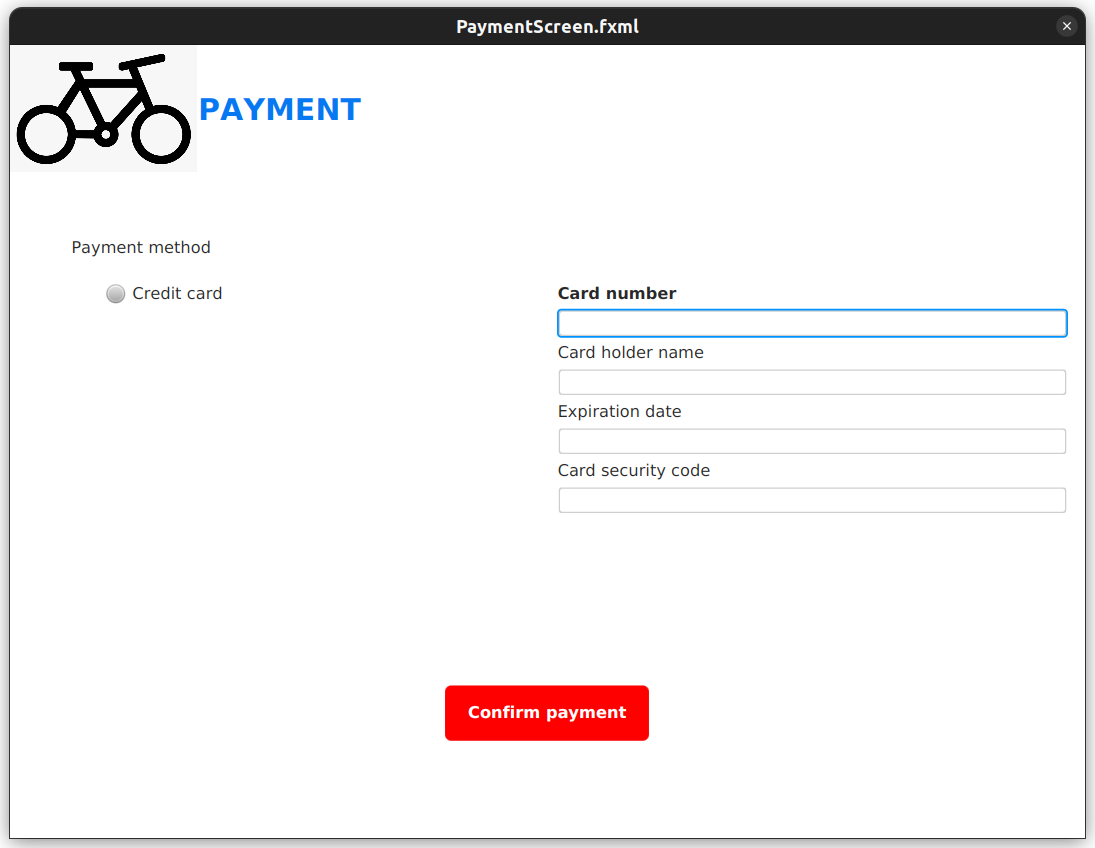 PaymentScreen.fxml
PAYMENT
Payment method
Credit card
Card number
Card holder name
Expiration date
Card security code
Confirm payment